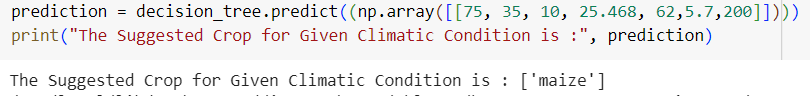 prediction = decision_tree.predict((np.array([[75, 35, 10, 25.468, 62,5.7,200]])))
print("The Suggested Crop for Given Climatic Condition is :", prediction)
The Suggested Crop for Given Climatic Condition is : ['maize']